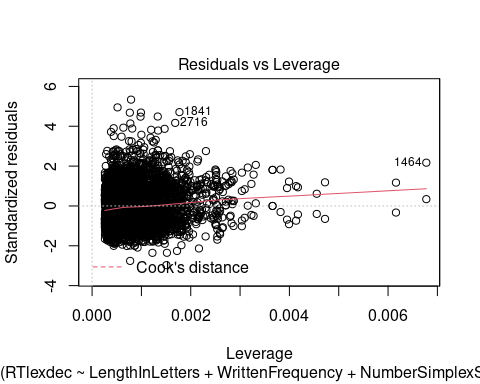 Residuals vs Leverage
6
4
2
0
-2
-4
Standardized residuals
1841
2716
1464
Cook's distance
0.000 0.002 0.004 0.006
Leverage
(RTlexdec ~ LengthInLetters + WrittenFrequency + NumberSimplexS